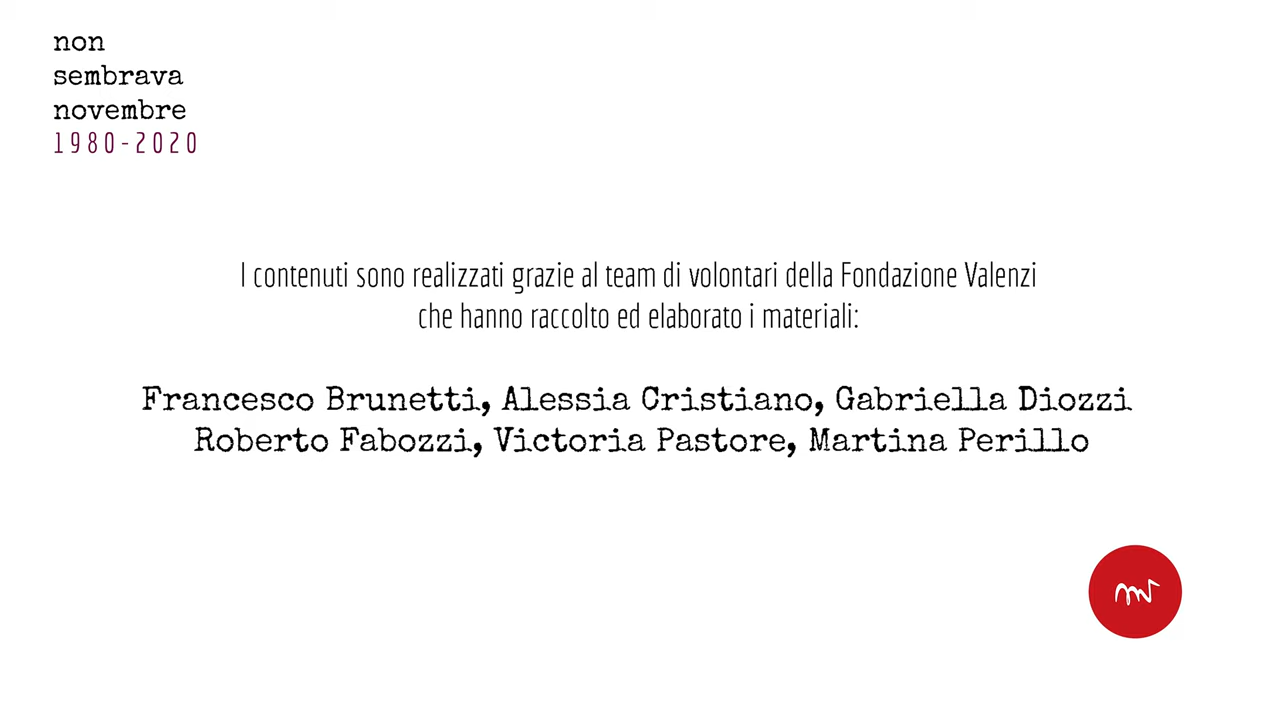 non
sembrava
novembre
1980-2020
I contenuti sono realizzati grazie al team di volontari della Fondazione Valenzi
che hanno raccolto ed elaborato i materiali:
Francesco Brunetti, Alessia Cristiano, Gabriella Diozzi
Roberto Fabozzi, Victoria Pastore, Martina Perillo